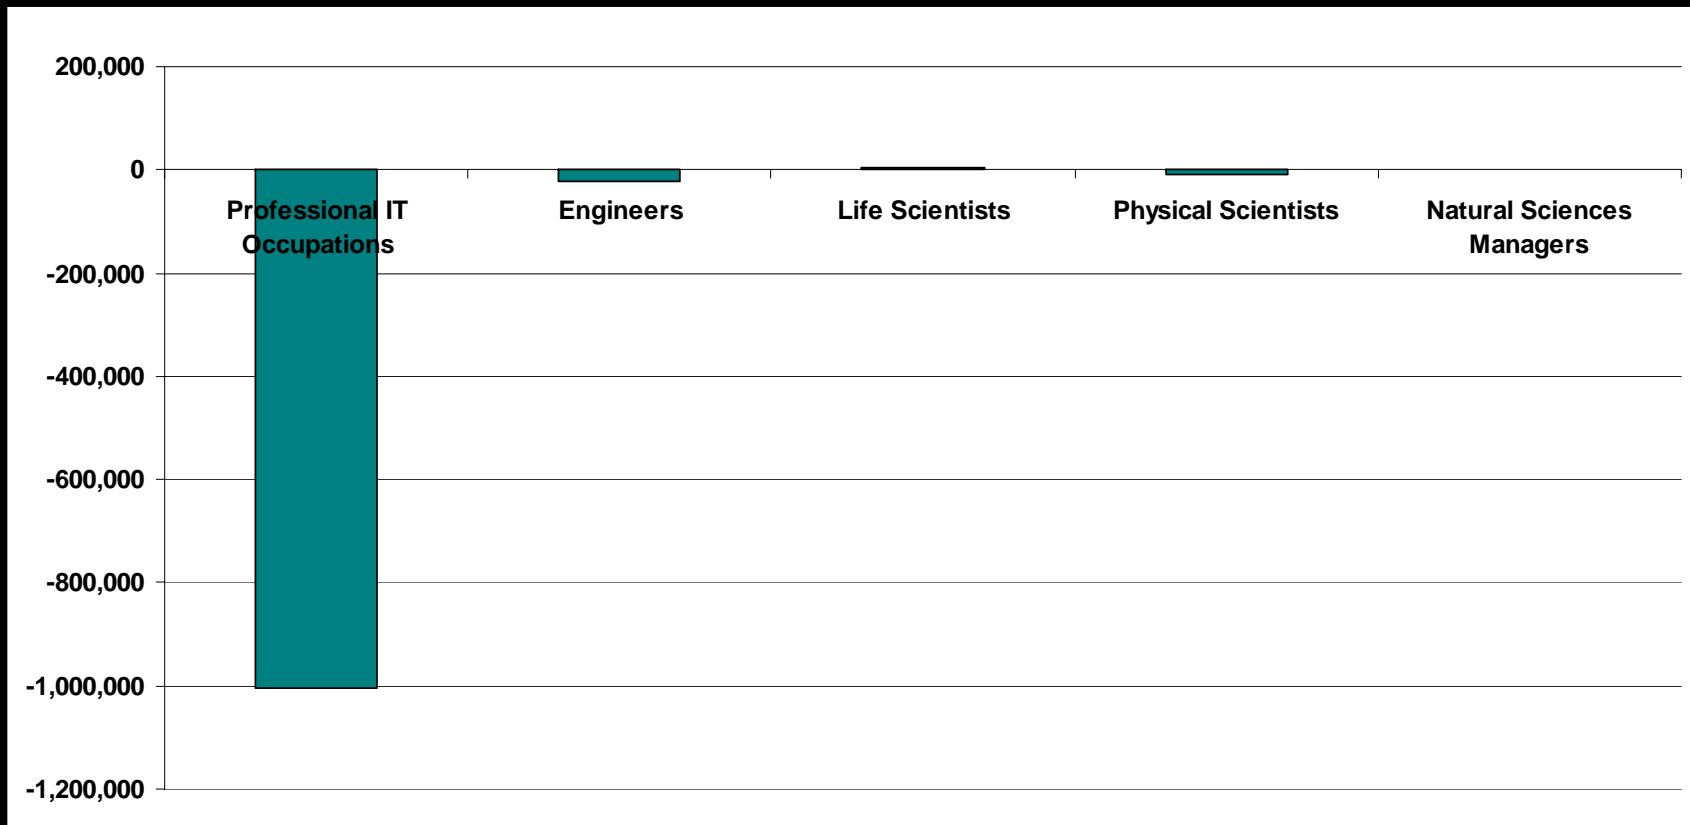 200,000
0
Professional IT
Occupations
Engineers
Life Scientists
Physical Scientists
Natural Sciences
Managers
-200,000
-400,000
-600,000
-800,000
-1,000,000
-1,200,000